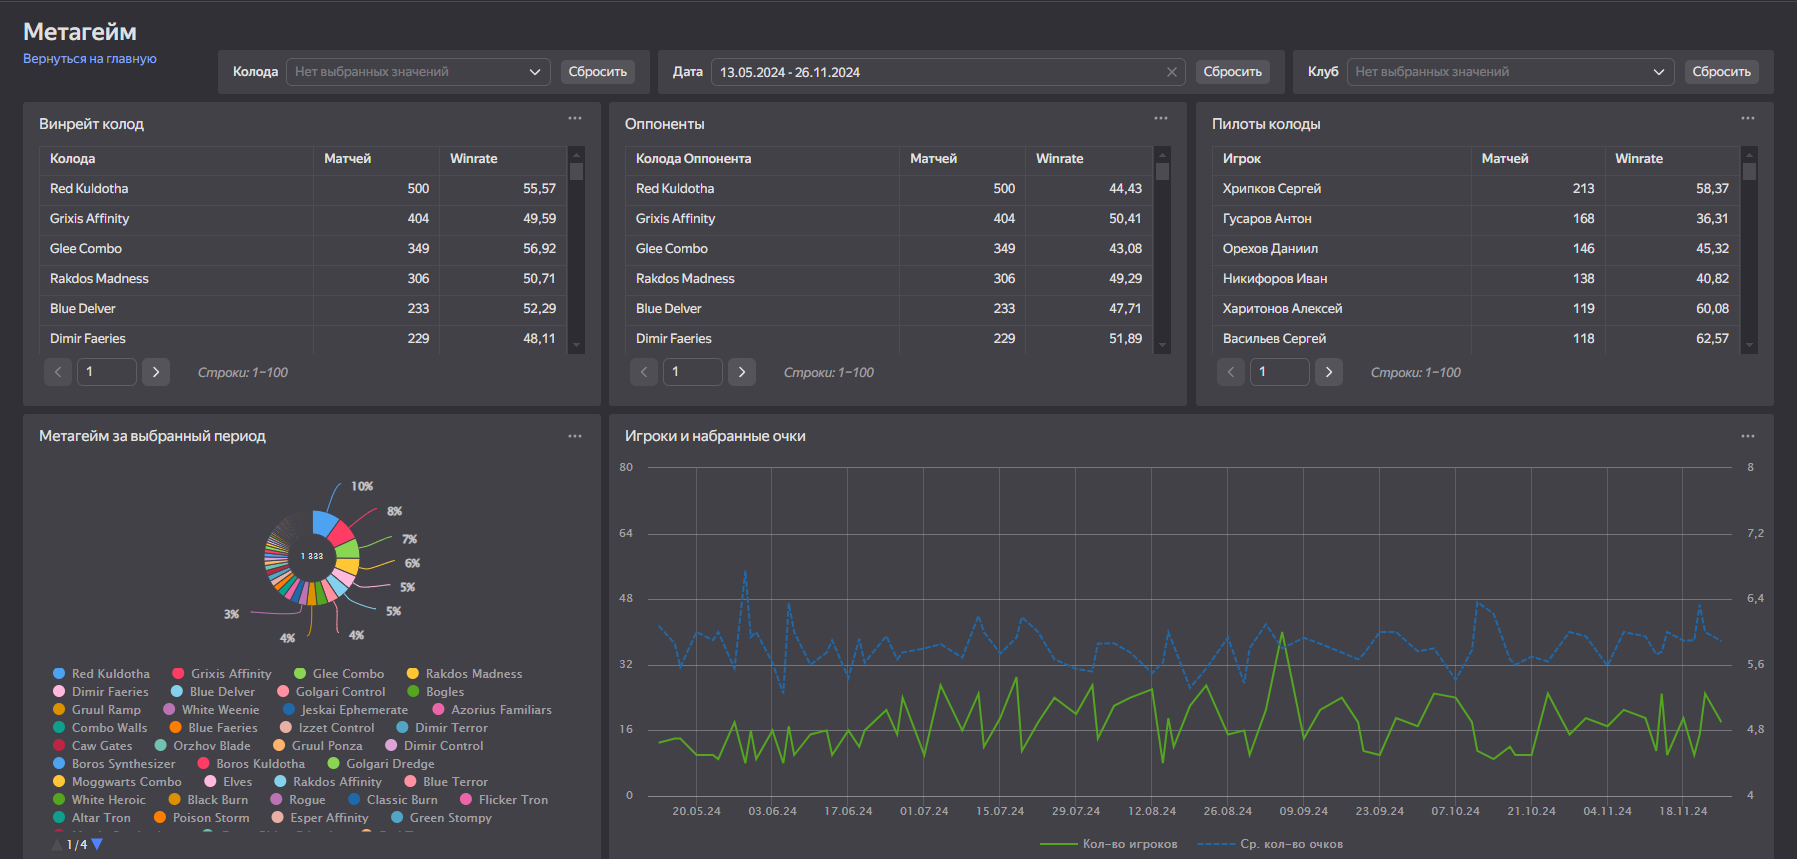 Метагейм
Вернуться на главную
Колода Нет выбранных значений Сбросить Дата 13.05.2024 - 26.11.2024 Сбросить Клуб Нет выбранных значений Сбросить
Винрейт колод
Колода Матчей Winrate
Red Kuldotha 500 55,57
Grixis Affinity 404 49,59
Glee Combo 349 56,92
Rakdos Madness 306 50,71
Blue Delver 233 52,29
Dimir Faeries 229 48,11
1 Строки: 1–100
Оппоненты
Колода Оппонента Матчей Winrate
Red Kuldotha 500 44,43
Grixis Affinity 404 50,41
Glee Combo 349 43,08
Rakdos Madness 306 49,29
Blue Delver 233 47,71
Dimir Faeries 229 51,89
1 Строки: 1–100
Пилоты колоды
Игрок Матчей Winrate
Хрипков Сергей 213 58,37
Гусаров Антон 168 36,31
Орехов Даниил 146 45,32
Никифоров Иван 138 40,82
Харитонов Алексей 119 60,08
Васильев Сергей 118 62,57
1 Строки: 1–100
Метагейм за выбранный период
10%
8%
7%
6%
5%
5%
4%
4%
3%
Red Kuldotha Grixis Affinity Glee Combo Rakdos Madness
Dimir Faeries Blue Delver Golgari Control Bogles
Gruul Ramp White Weenie Jeskai Ephemerate Azorius Familiars
Combo Walls Blue Faeries Izzet Control Dimir Terror
Caw Gates Orzhov Blade Gruul Ponza Dimir Control
Boros Synthesizer Boros Kuldotha Golgari Dredge
Moggwarts Combo Elves Rakdos Affinity Blue Terror
White Heroic Black Burn Rogue Classic Burn Flicker Tron
Altar Tron Poison Storm Esper Affinity Green Stompy
1/4
Игроки и набранные очки
80 8
64 7,2
48 6,4
32 5,6
16 4,8
0 4
20.05.24 03.06.24 17.06.24 01.07.24 15.07.24 29.07.24 12.08.24 26.08.24 09.09.24 23.09.24 07.10.24 21.10.24 04.11.24 18.11.24
Кол-во игроков Ср. кол-во очков